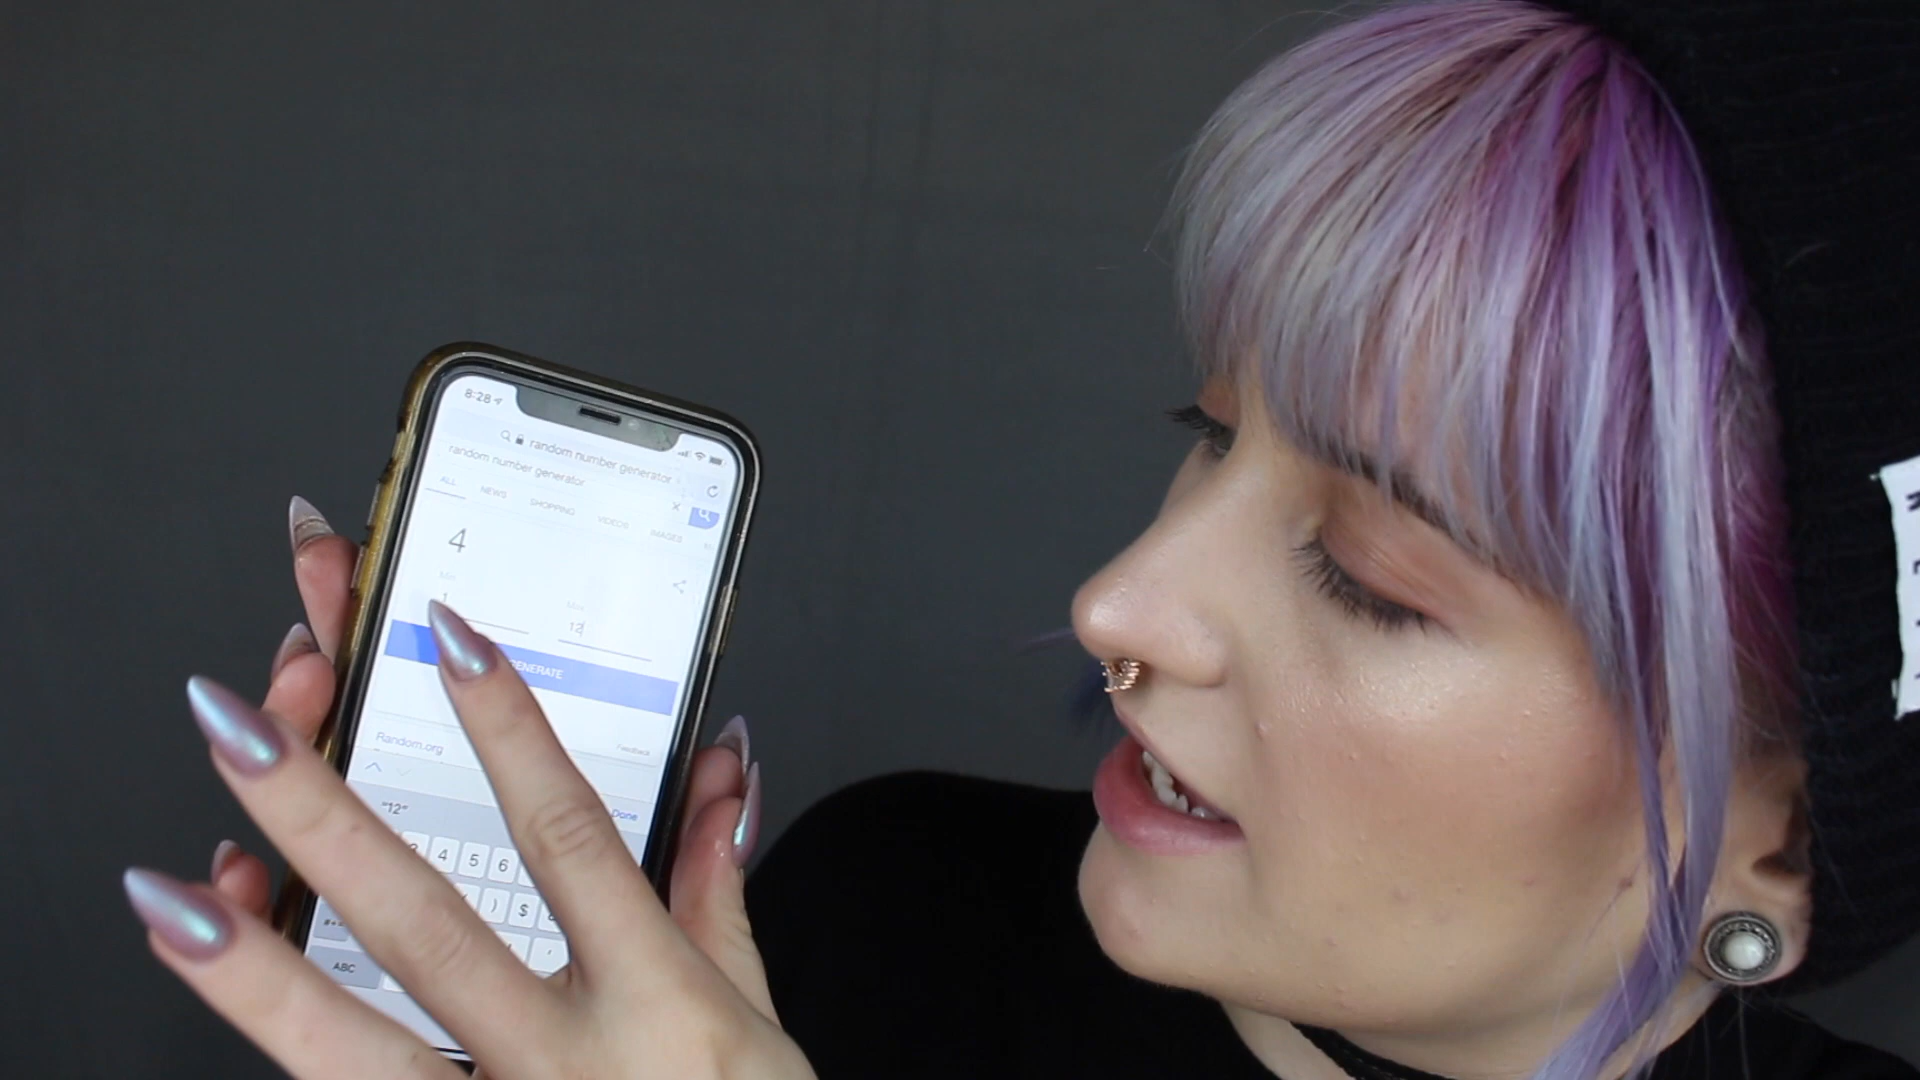 8:28
random number generator
random number generator
ALL NEWS SHOPPING VIDEOS IMAGES
4
Min
1
Max
12
GENERATE
Feedback
Random.org
Done
"12"
3 4 5 6
) $ &
#+=
ABC